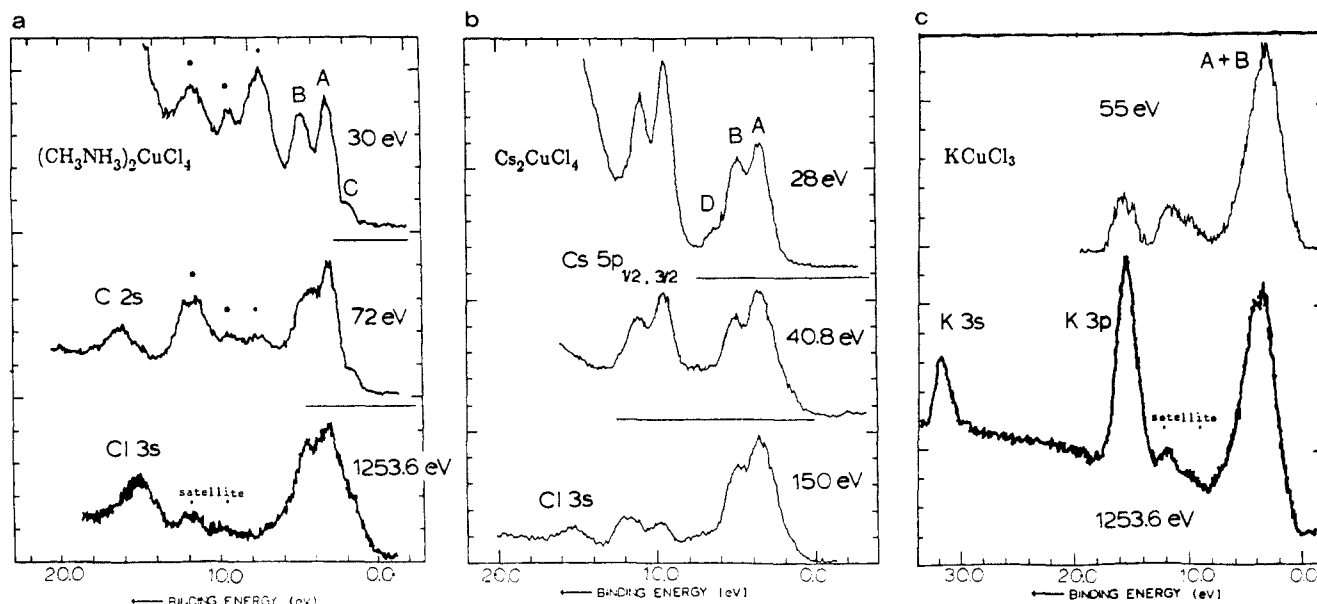 a
B
A
30 eV
(CH₃NH₃)₂CuCl₄
C
C 2s
72 eV
Cl 3s
satellite
1253.6 eV
20.0
10.0
0.0
← BINDING ENERGY (eV)
b
B
A
Cs₂CuCl₄
28 eV
D
Cs 5p 1/2, 3/2
40.8 eV
Cl 3s
150
20.0
10.0
0.0
← BINDING ENERGY [eV]
c
A + B
55 eV
KCuCl₃
K 3s
K 3p
satellite
1253.6 eV
30.0
20.0
10.0
0.0
← BINDING ENERGY (eV)